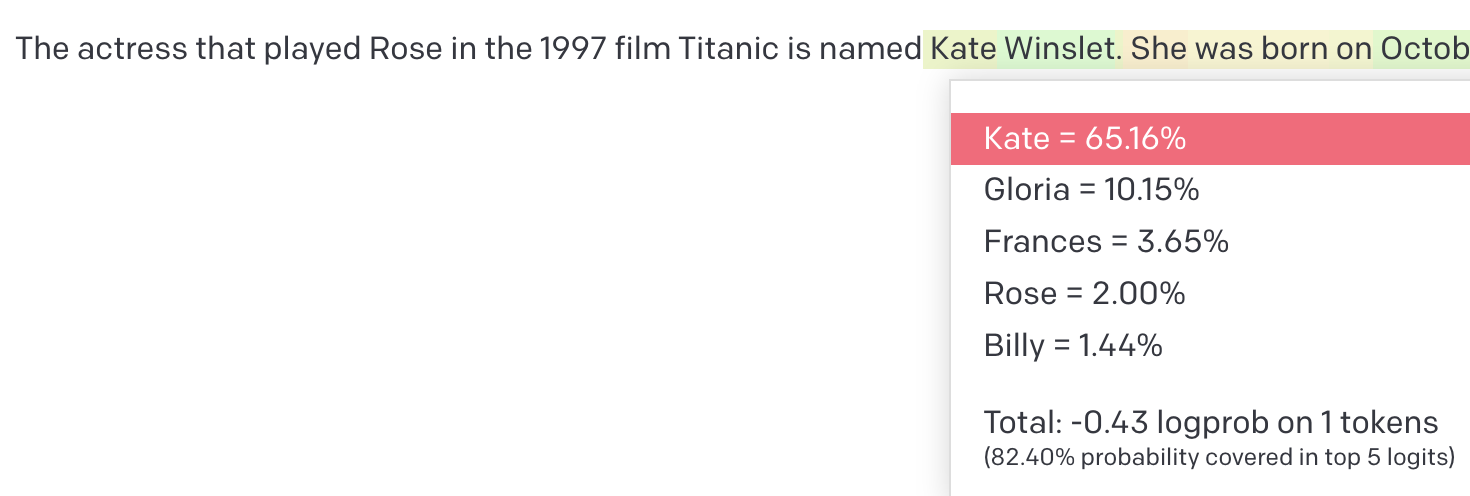 The actress that played Rose in the 1997 film Titanic is named Kate Winslet. She was born on Octob
Kate = 65.16%
Gloria = 10.15%
Frances = 3.65%
Rose = 2.00%
Billy = 1.44%
Total: -0.43 logprob on 1 tokens
(82.40% probability covered in top 5 logits)